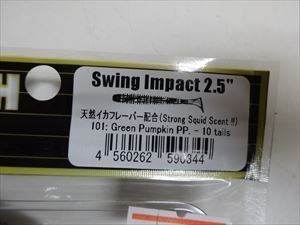 H
Swing Impact 2.5"
天然イカフレーバー配合(Strong Squid Scent !!)
101: Green Pumpkin PP. - 10 tails
4 560262 590344